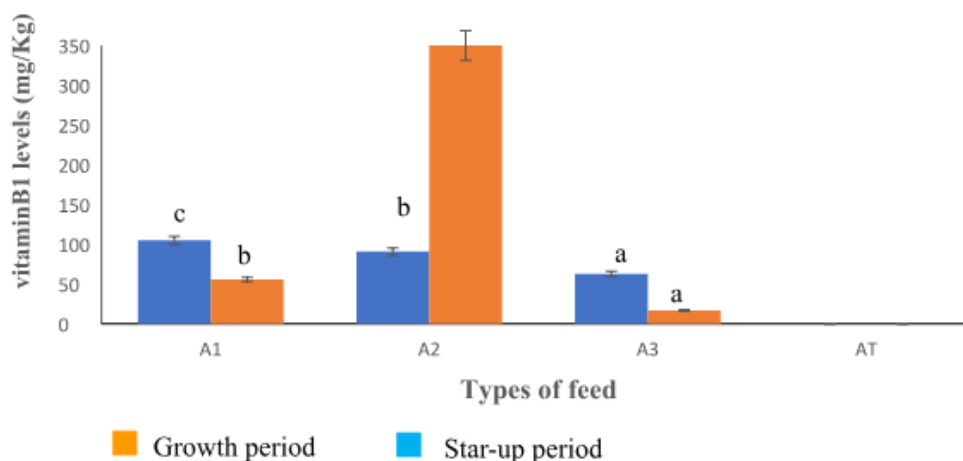 vitaminB1 levels (mg/Kg)
350
300
250
200
150
100
50
0
c
b
b
a
a
A1
A2
A3
AT
Types of feed
Growth period
Star-up period